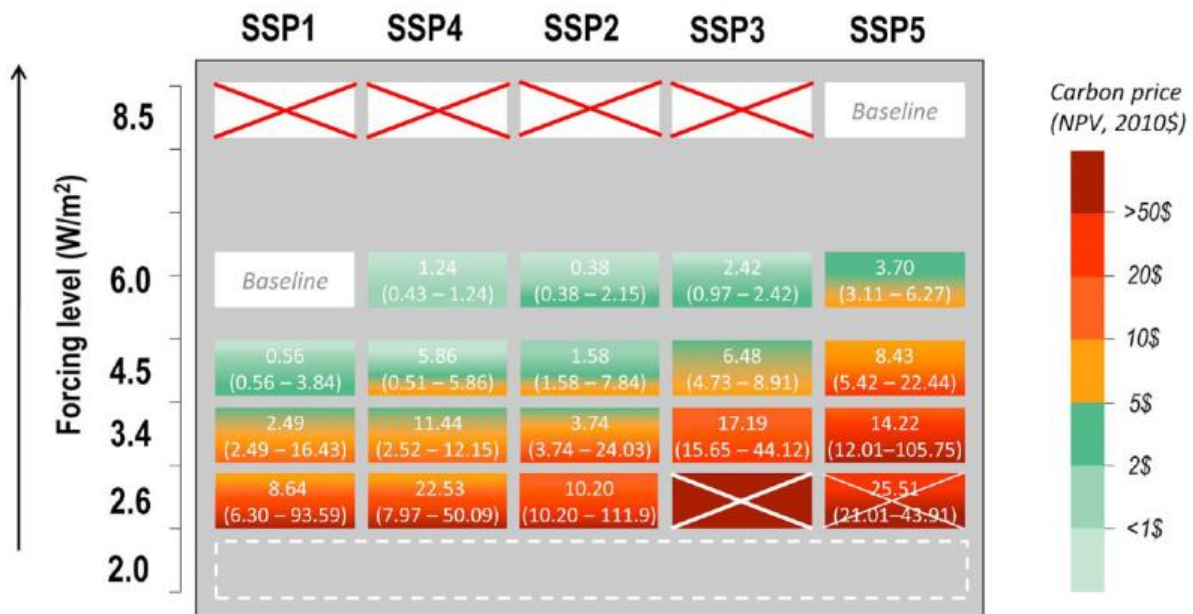 SSP1 SSP4 SSP2 SSP3 SSP5
8.5 Baseline
Carbon price
(NPV, 2010$)
Forcing level (W/m²)
>50$
20$
10$
5$
2$
<1$
6.0 Baseline 1.24 0.38 2.42 3.70
(0.43 – 1.24) (0.38 – 2.15) (0.97 – 2.42) (3.11 – 6.27)
4.5 0.56 5.86 1.58 6.48 8.43
(0.56 – 3.84) (0.51 – 5.86) (1.58 – 7.84) (4.73 – 8.91) (5.42 – 22.44)
3.4 2.49 11.44 3.74 17.19 14.22
(2.49 – 16.43) (2.52 – 12.15) (3.74 – 24.03) (15.65 – 44.12) (12.01–105.75)
2.6 8.64 22.53 10.20 25.51
(6.30 – 93.59) (7.97 – 50.09) (10.20 – 111.9) (21.01–43.91)
2.0